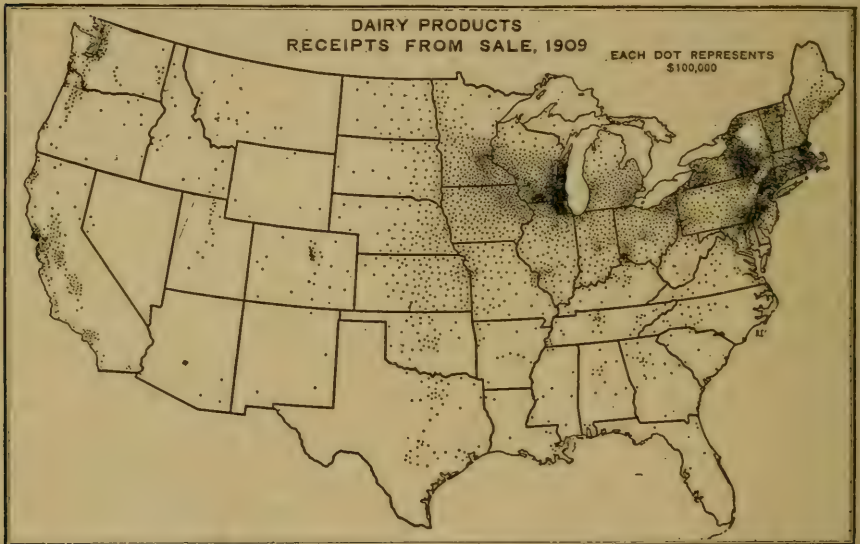 DAIRY PRODUCTS
RECEIPTS FROM SALE, 1909
EACH DOT REPRESENTS
$100,000